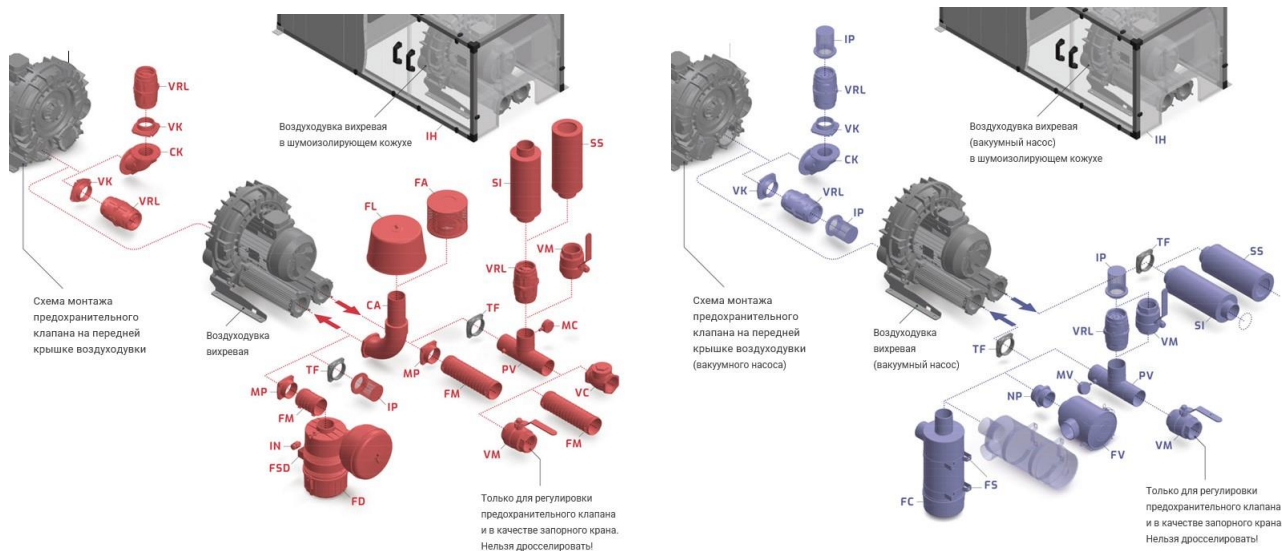 VRL
VK
CK
VK
VRL
Воздуходувка вихревая
в шумоизолирующем кожухе
IH
SS
SI
FA
FL
VM
VRL
CA
TF
MC
Схема монтажа
предохранительного
клапана на передней
крышке воздуходувки
Воздуходувка
вихревая
MP
PV
TF
MP
IP
FM
VC
FM
FM
IN
FSD
VM
FD
Только для регулировки
предохранительного клапана
и в качестве запорного крана.
Нельзя дросселировать!
IP
VRL
VK
CK
VK
VRL
IP
Воздуходувка вихревая
(вакуумный насос)
в шумоизолирующем кожухе
IH
TF
SS
IP
SI
VRL
VM
Схема монтажа
предохранительного
клапана на передней
крышке воздуходувки
(вакуумного насоса)
Воздуходувка
вихревая
(вакуумный насос)
TF
MV
PV
NP
VM
FV
FS
FC
Только для регулировки
предохранительного клапана
и в качестве запорного крана
Нельзя дросселировать!